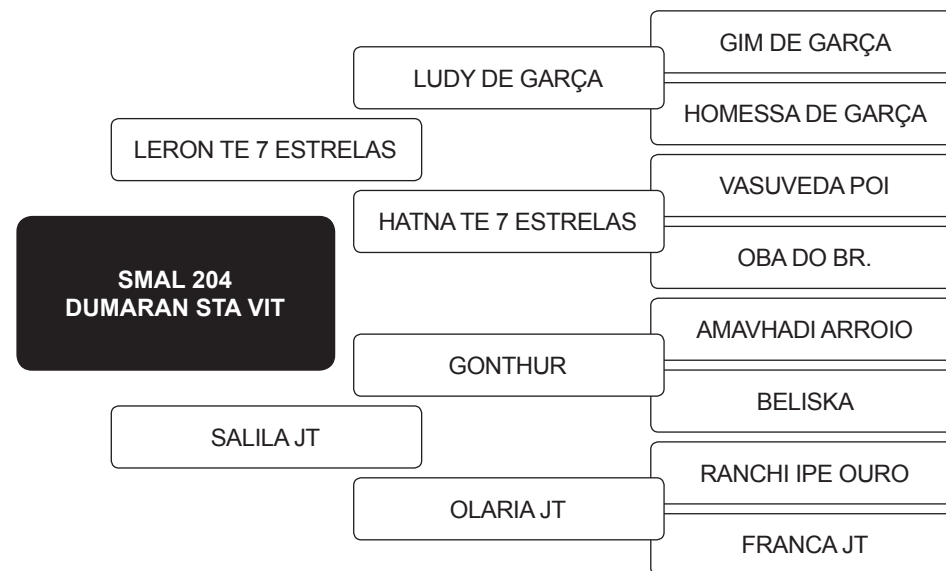 GIM DE GARÇA
LUDY DE GARÇA
HOMESSA DE GARÇA
LERON TE 7 ESTRELAS
VASUVEDA POI
HATNA TE 7 ESTRELAS
OBA DO BR.
SMAL 204
DUMARAN STA VIT
AMAVHADI ARROIO
GONTHUR
BELISKA
SALILA JT
RANCHI IPE OURO
OLARIA JT
FRANCA JT